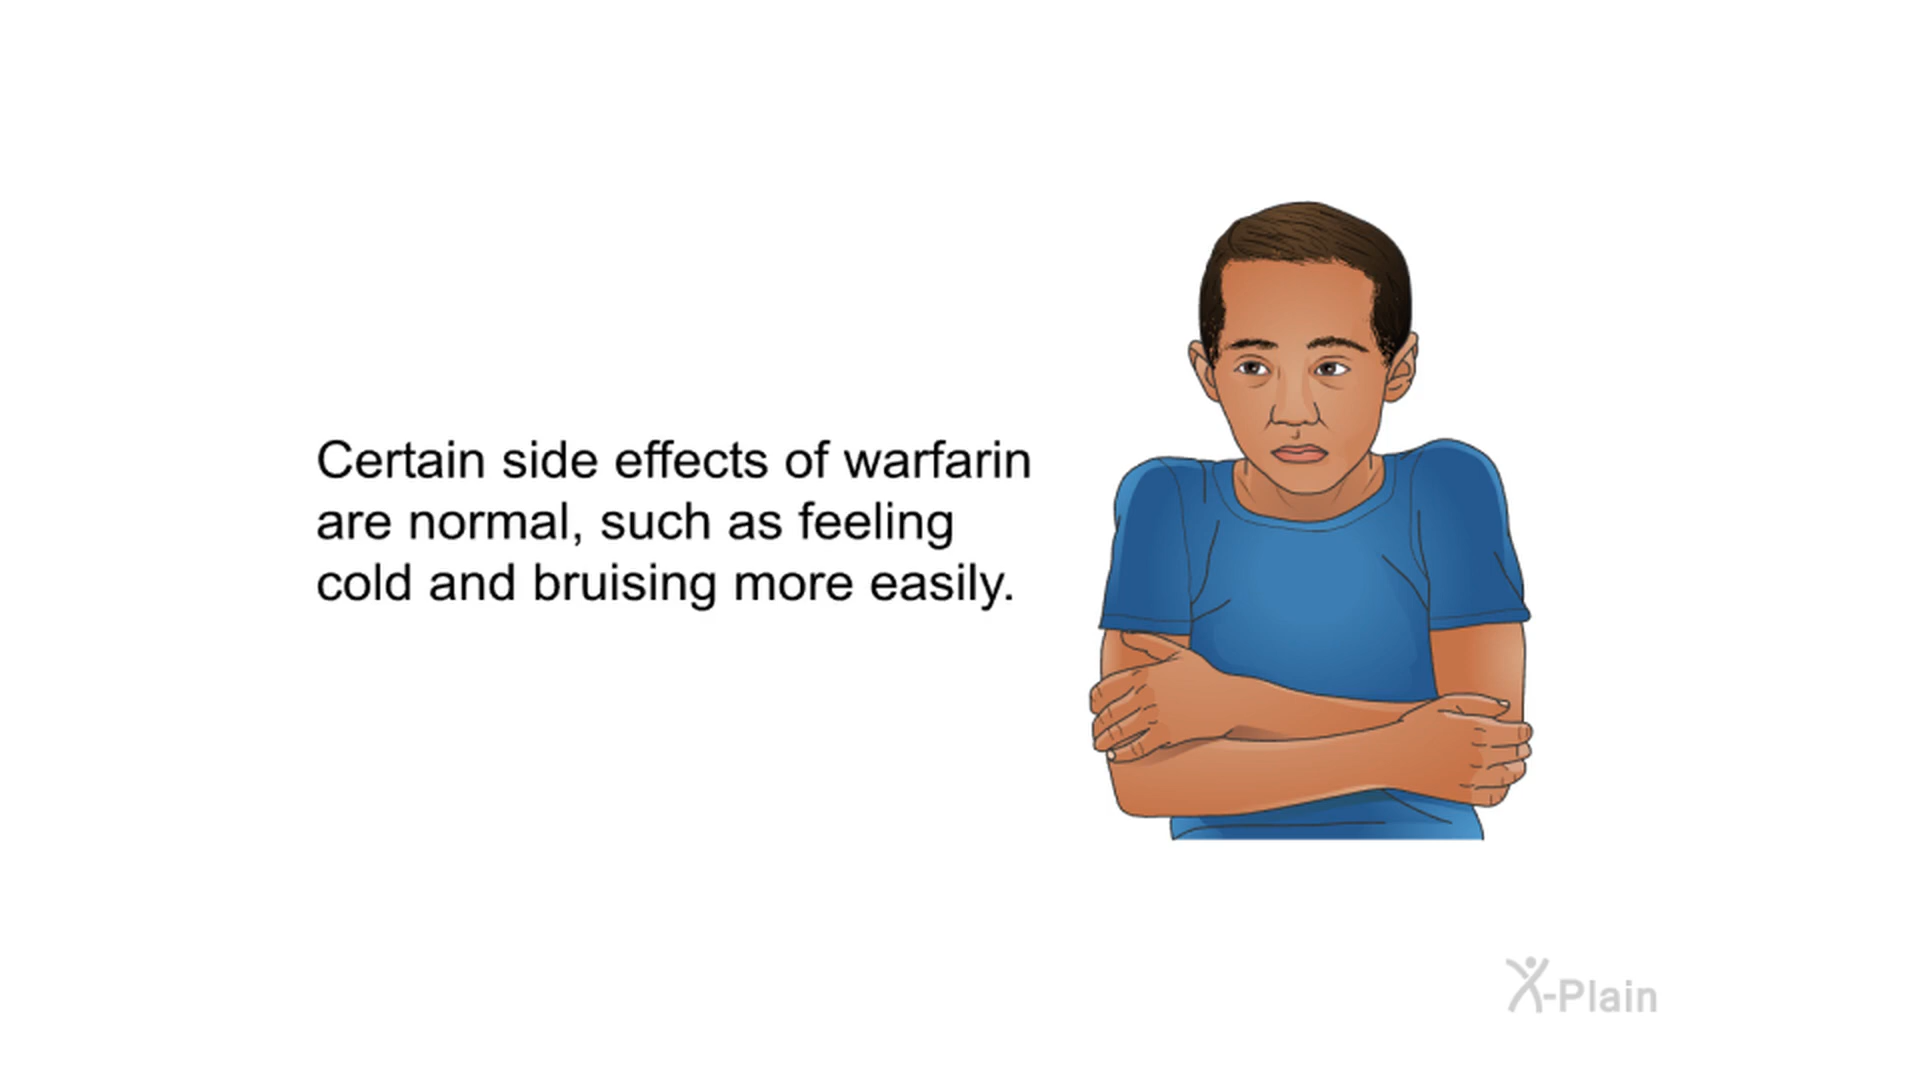 Certain side effects of warfarin
are normal, such as feeling
cold and bruising more easily.
X-Plain